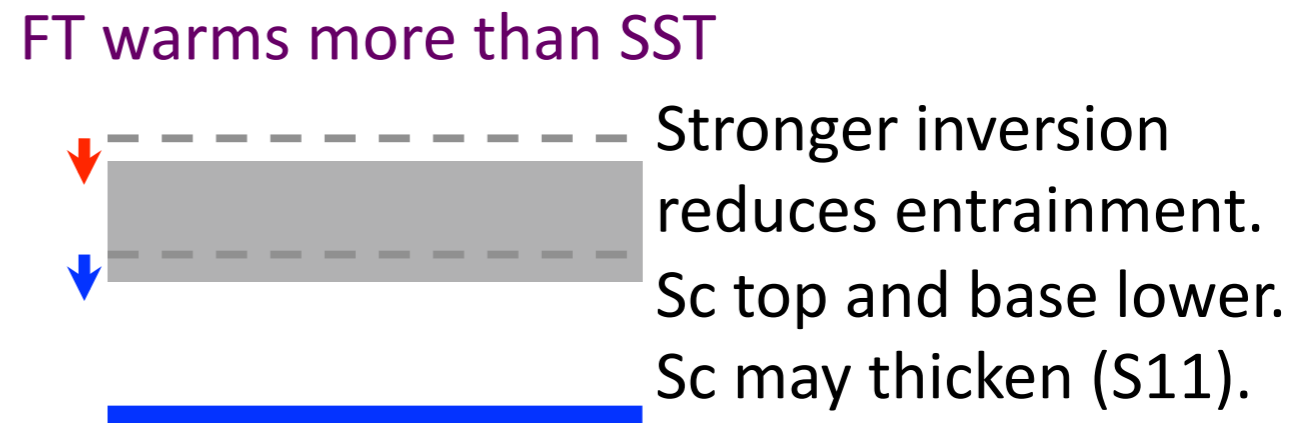 FT warms more than SST
Stronger inversion
reduces entrainment.
Sc top and base lower.
Sc may thicken (S11).